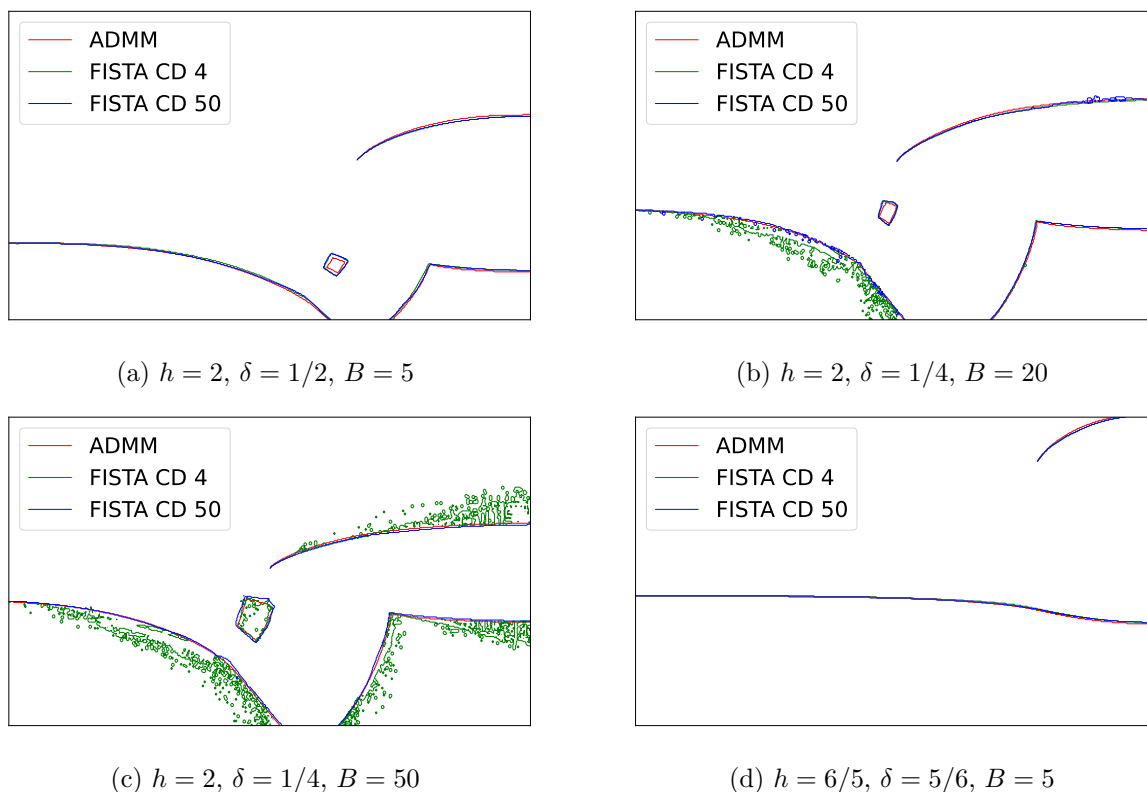 ADMM
FISTA CD 4
FISTA CD 50
ADMM
FISTA CD 4
FISTA CD 50
(a) h = 2, δ = 1/2, B = 5
(b) h = 2, δ = 1/4, B = 20
ADMM
FISTA CD 4
FISTA CD 50
ADMM
FISTA CD 4
FISTA CD 50
(c) h = 2, δ = 1/4, B = 50
(d) h = 6/5, δ = 5/6, B = 5